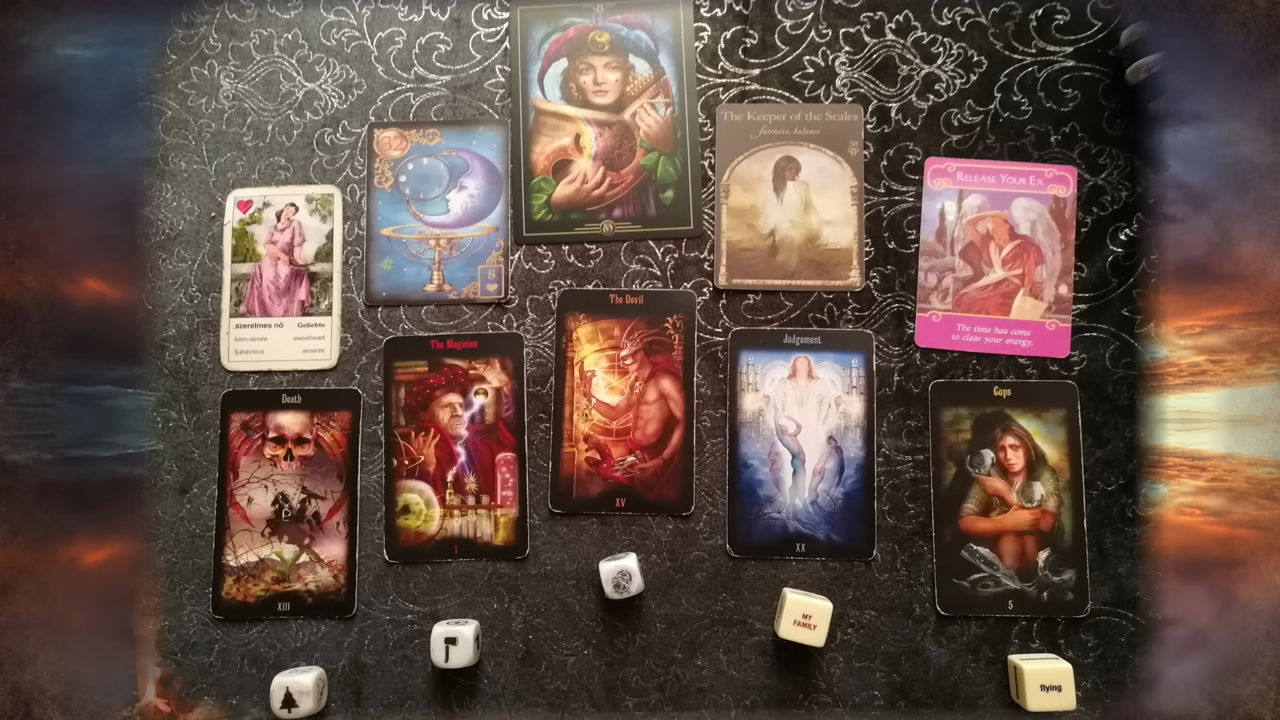 32
8
The Keeper of the Scales
fairness, balance
38
RELEASE YOUR EX
The time has come
to clear your energy.
szerelmes nő Geliebte
bien-aimée sweetheart
ljubavnica amante
Death
XIII
The Magician
I
The Devil
XV
Judgement
XX
Cups
5
MY
FAMILY
flying